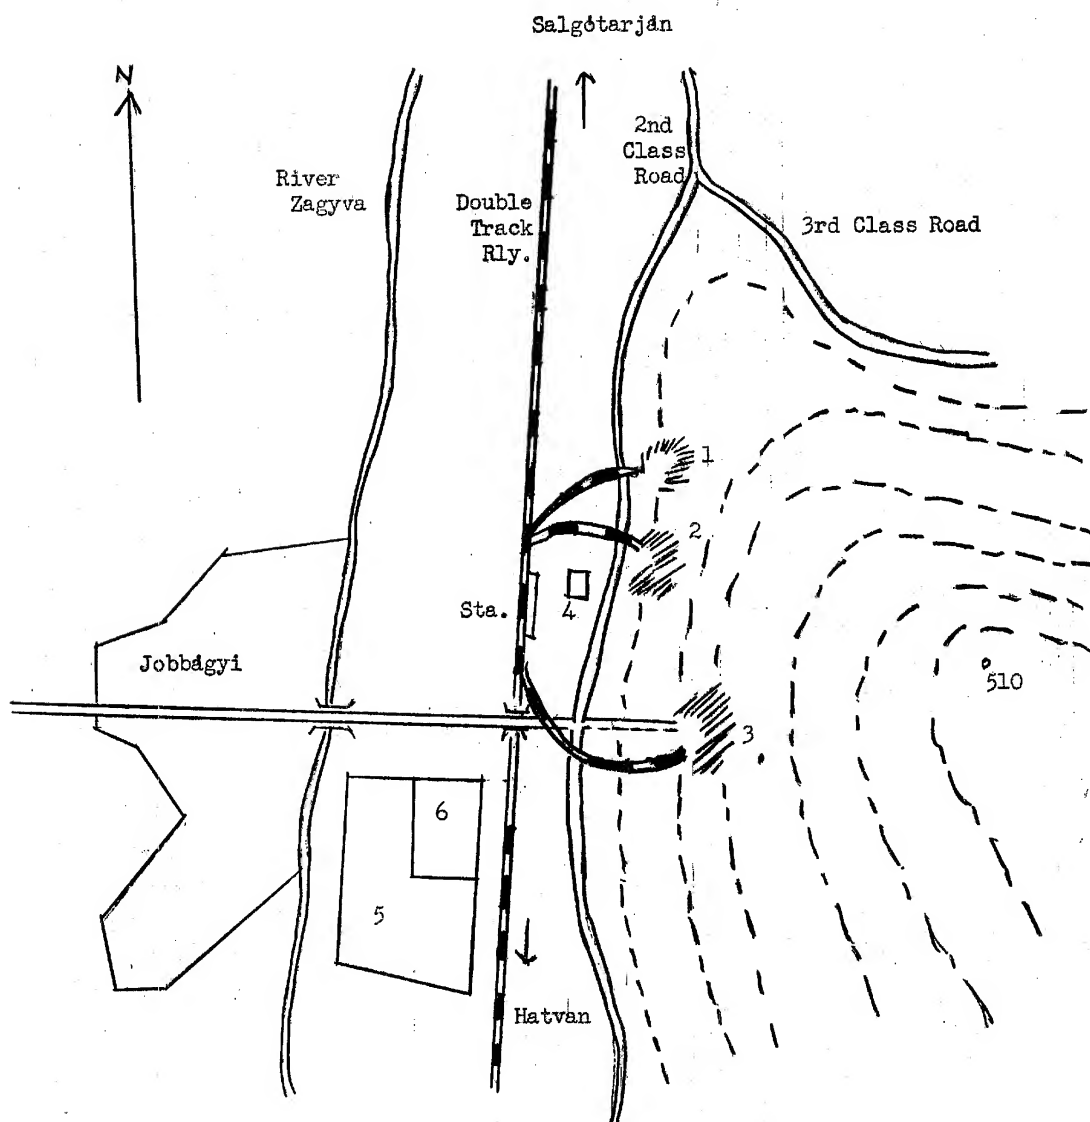 Salgótarján
N
2nd
Class
Road
River
Zagyva
Double
Track
Rly.
3rd Class Road
1
2
Sta.
4
Jobbágyi
510
3
6
5
Hatvan